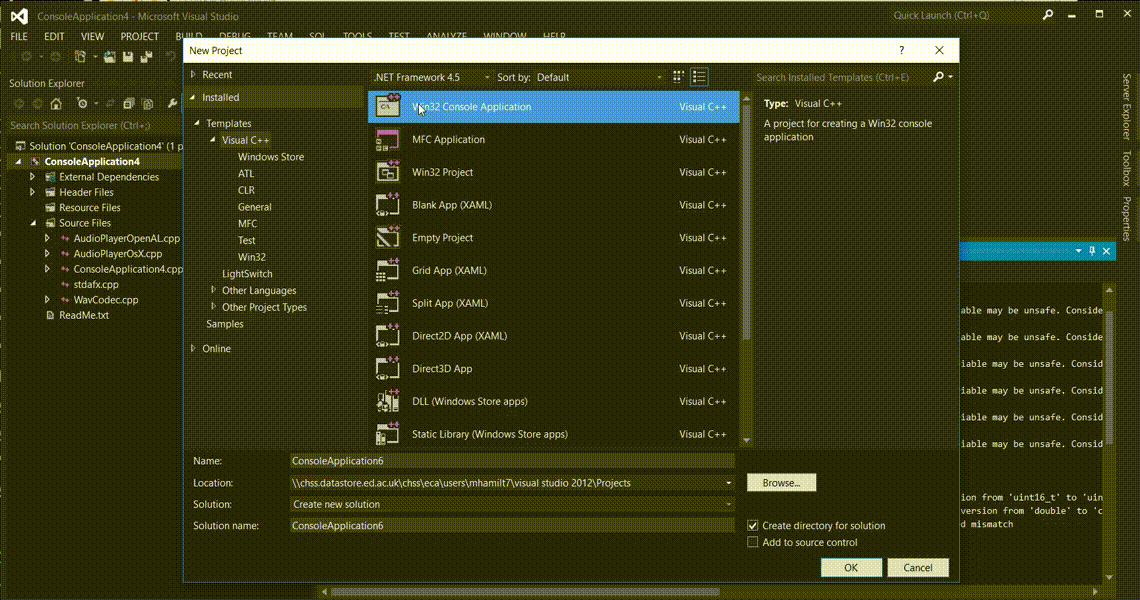 ConsoleApplication4 - Microsoft Visual Studio
Quick Launch (Ctrl+Q)
FILE EDIT VIEW PROJECT BUILD DEBUG TEAM SQL TOOLS TEST ANALYZE WINDOW HELP
New Project
?
Solution Explorer
Search Solution Explorer (Ctrl+;)
Solution 'ConsoleApplication4' (1 p
ConsoleApplication4
External Dependencies
Header Files
Resource Files
Source Files
AudioPlayerOpenAL.cpp
AudioPlayerOsX.cpp
ConsoleApplication4.cpp
stdafx.cpp
WavCodec.cpp
ReadMe.txt
Recent
Installed
Templates
Visual C++
Windows Store
ATL
CLR
General
MFC
Test
Win32
LightSwitch
Other Languages
Other Project Types
Samples
Online
.NET Framework 4.5 Sort by: Default
Search Installed Templates (Ctrl+E)
Win32 Console Application Visual C++
MFC Application Visual C++
Win32 Project Visual C++
Blank App (XAML) Visual C++
Empty Project Visual C++
Grid App (XAML) Visual C++
Split App (XAML) Visual C++
Direct2D App (XAML) Visual C++
Direct3D App Visual C++
DLL (Windows Store apps) Visual C++
Static Library (Windows Store apps) Visual C++
Type: Visual C++
A project for creating a Win32 console
application
Name: ConsoleApplication6
Location: \\chss.datastore.ed.ac.uk\chss\eca\users\mhamilt7\visual studio 2012\Projects
Browse...
Solution: Create new solution
Solution name: ConsoleApplication6
Create directory for solution
Add to source control
OK Cancel
Server Explorer
Toolbox
Properties
able may be unsafe. Conside
able may be unsafe. Consid
iable may be unsafe. Consid
able may be unsafe. Consid
iable may be unsafe. Consid
able may be unsafe. Consid
ion from 'uint16_t' to 'uin
version from 'double' to 'c
d mismatch